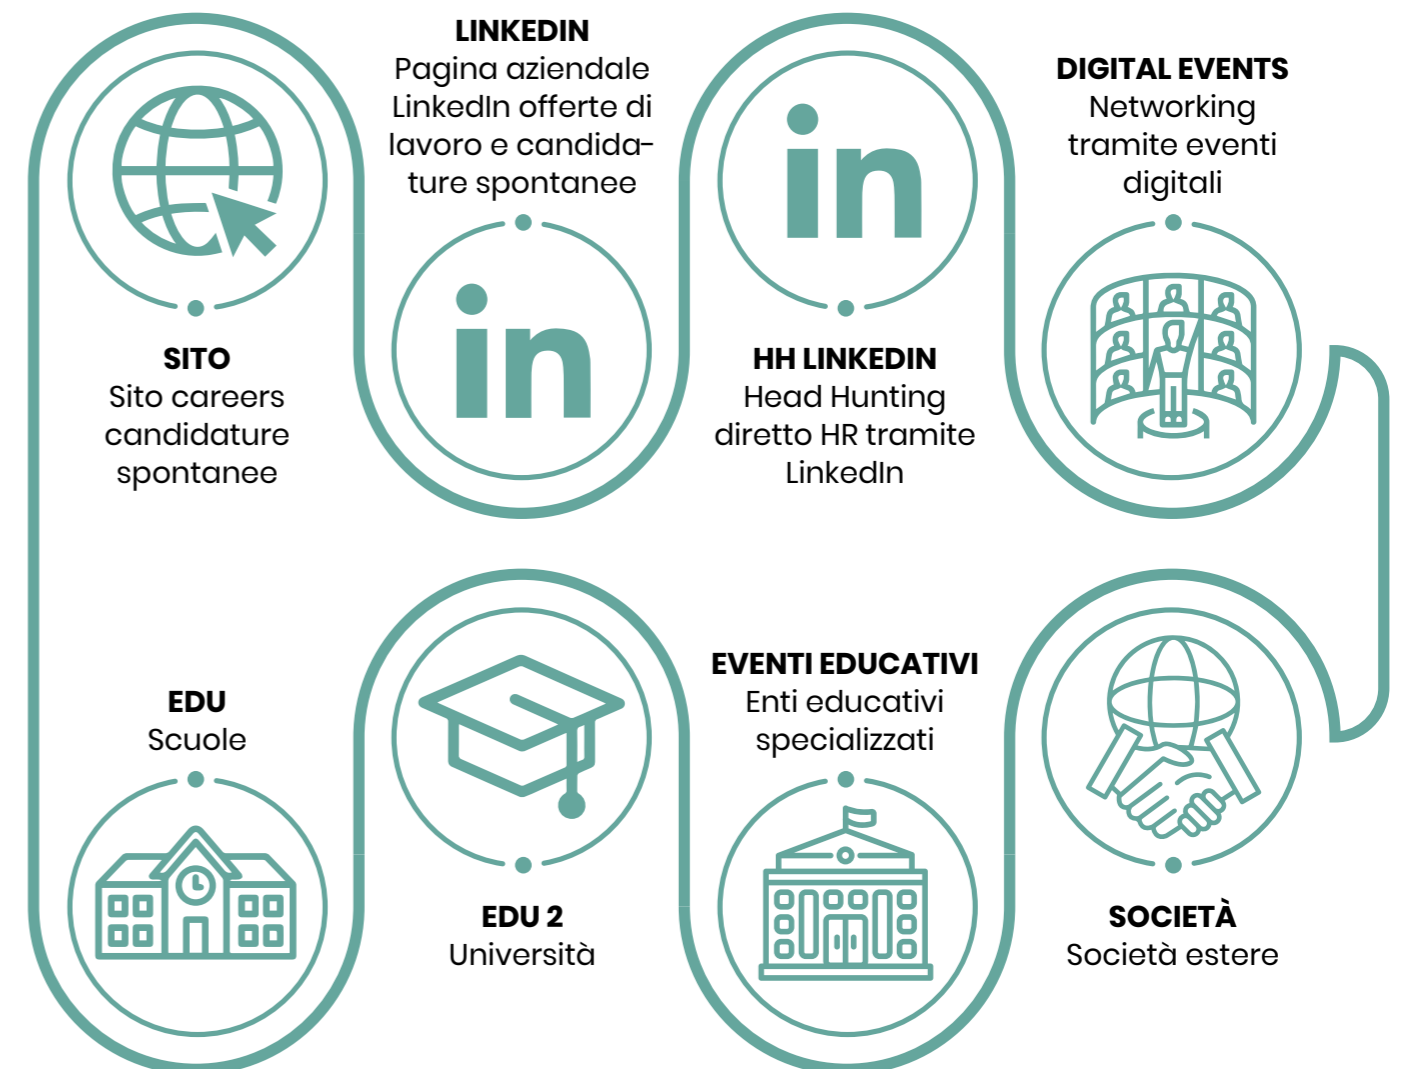 SITO
Sito careers
candidature
spontanee
LINKEDIN
Pagina aziendale
LinkedIn offerte di
lavoro e candida-
ture spontanee
in
in
HH LINKEDIN
Head Hunting
diretto HR tramite
LinkedIn
DIGITAL EVENTS
Networking
tramite eventi
digitali
EDU
Scuole
EDU 2
Università
EVENTI EDUCATIVI
Enti educativi
specializzati
SOCIETÀ
Società estere